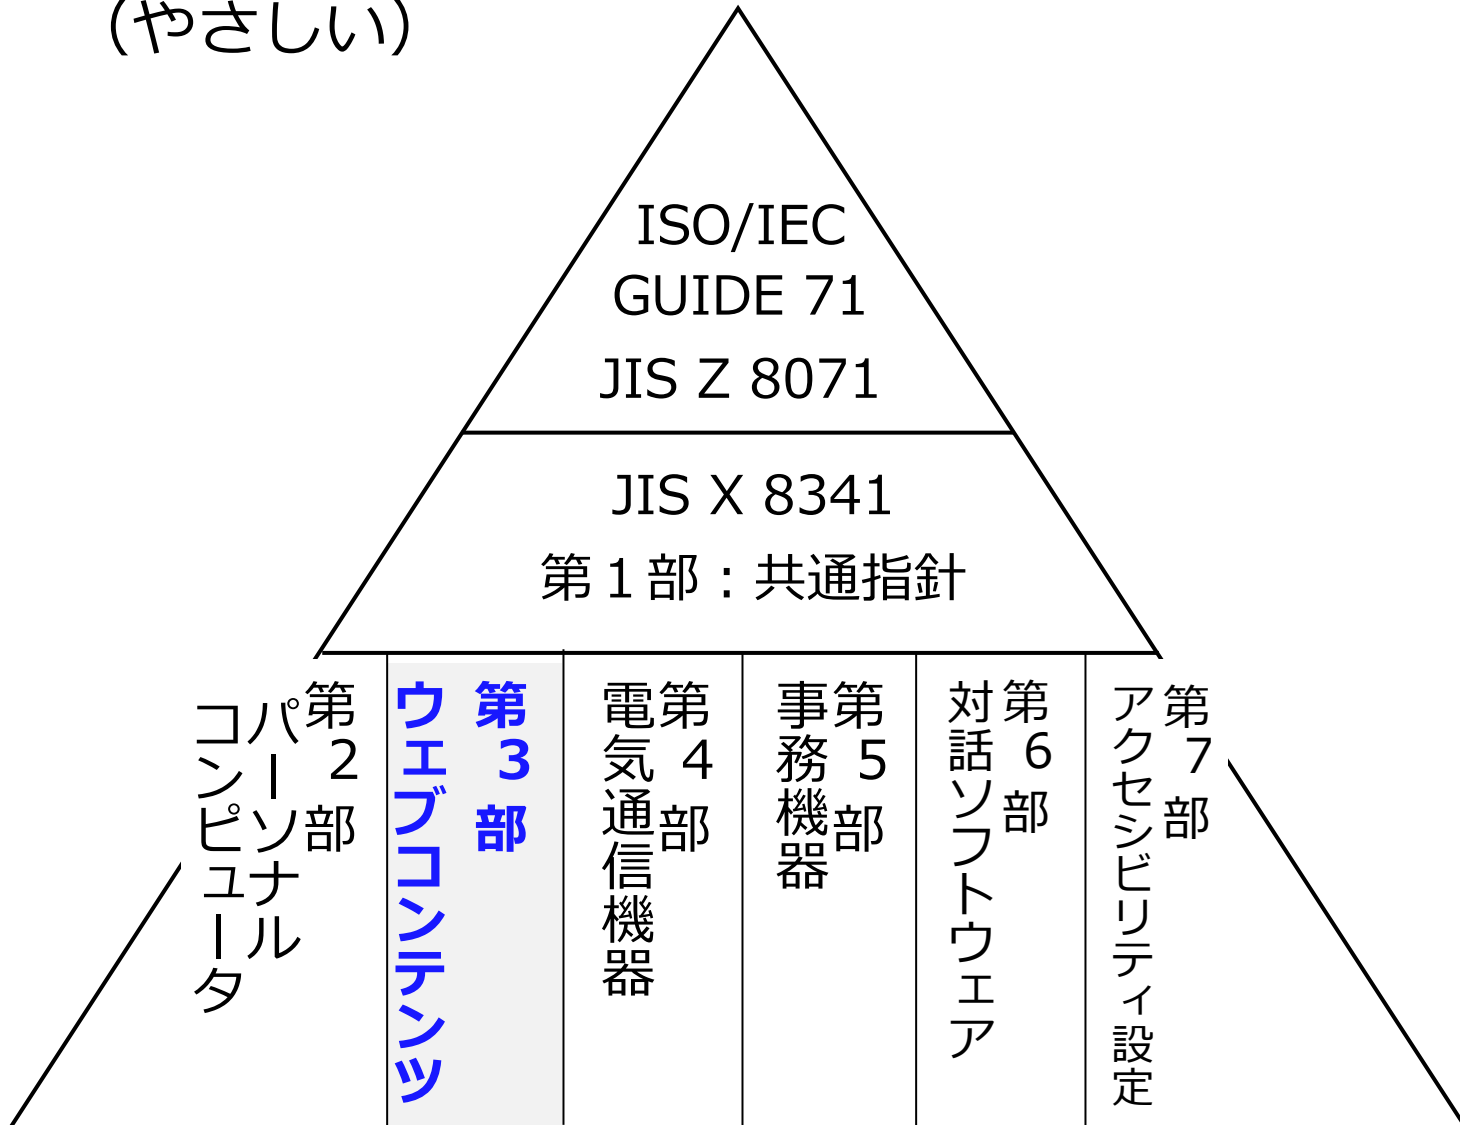 （やさしい）
ISO/IEC
GUIDE 71
JIS Z 8071
JIS X 8341
第１部：共通指針
第2部
パーソナル
コンピュータ
第3部
ウェブコンテンツ
第4部
電気通信機器
第5部
事務機器
第6部
対話ソフトウェア
第7部
アクセシビリティ設定